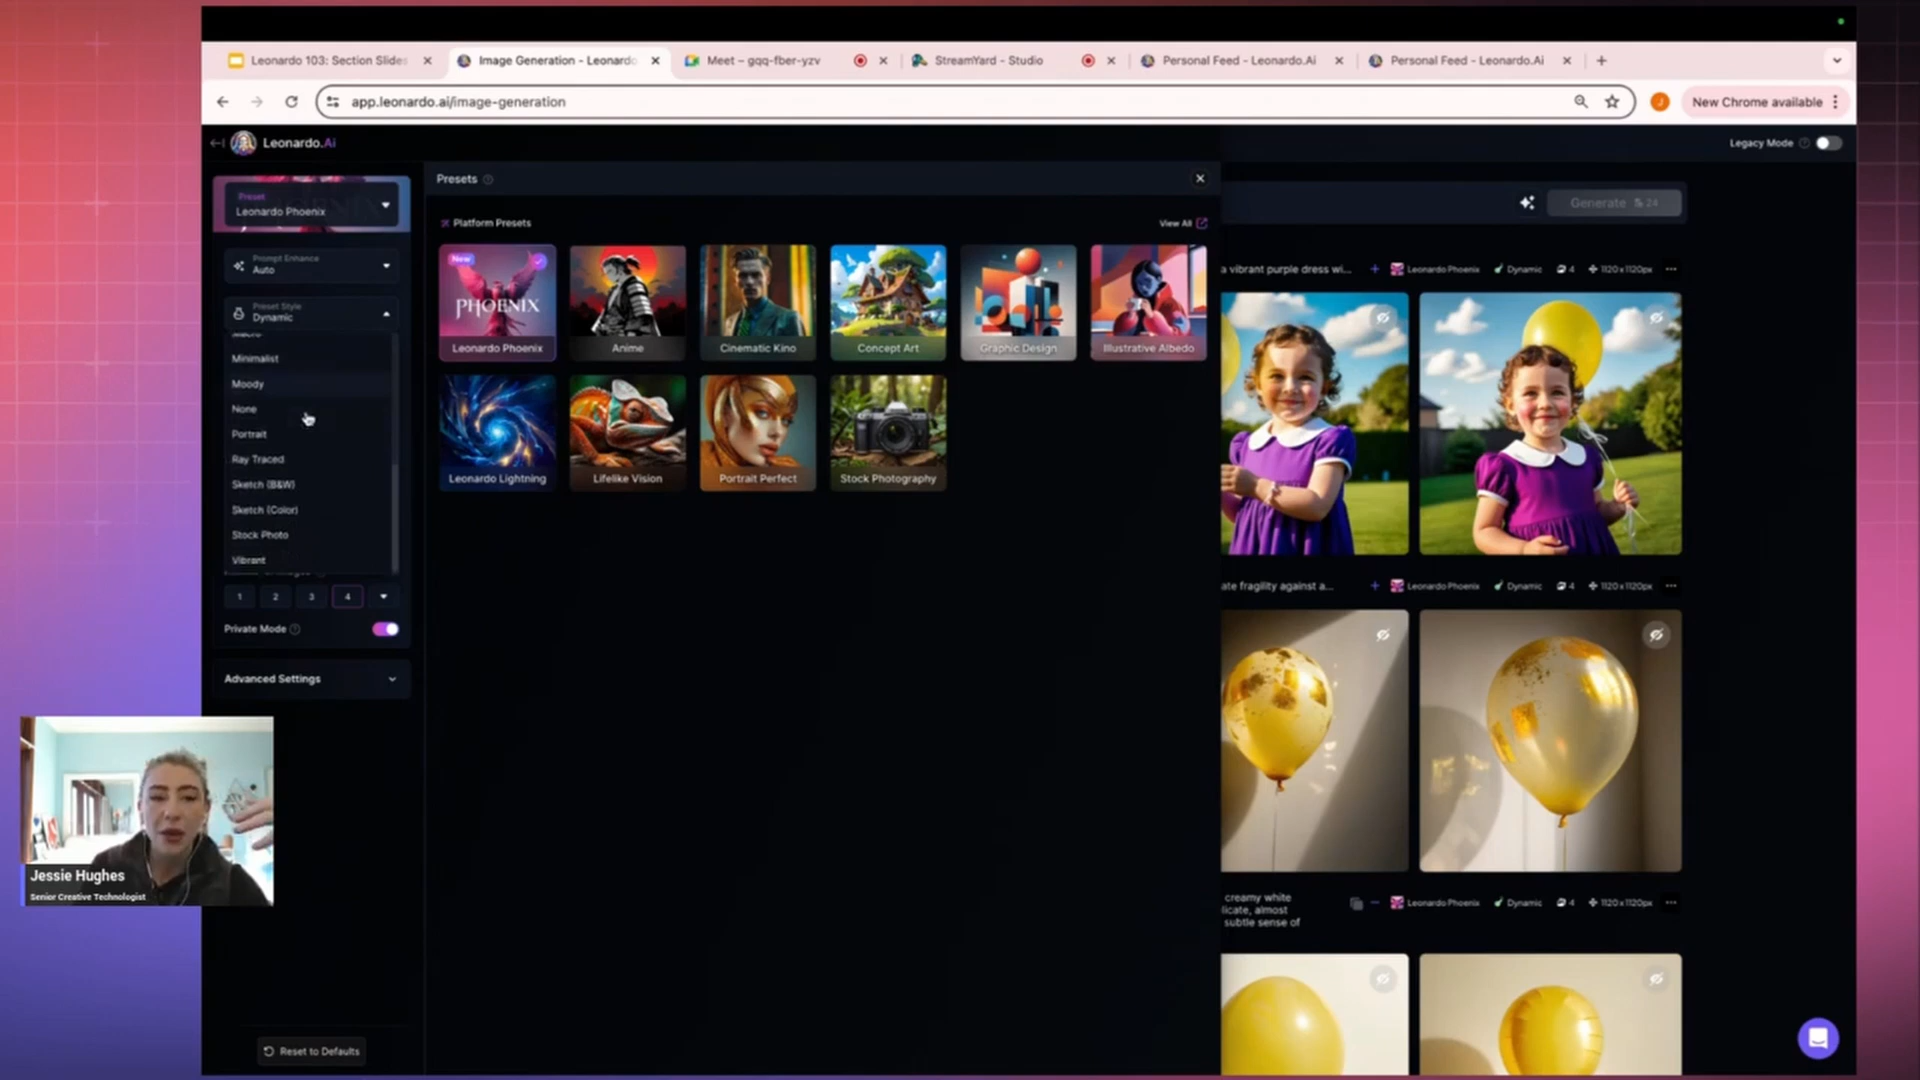 Leonardo 103: Section Slides
Image Generation - Leonardo
Meet – gqq-fber-yzv
StreamYard - Studio
Personal Feed - Leonardo.Ai
Personal Feed - Leonardo.Ai
app.leonardo.ai/image-generation
New Chrome available
Leonardo.Ai
Legacy Mode
Preset
Leonardo Phoenix
Prompt Enhance
Auto
Preset Style
Dynamic
Macro
Minimalist
Moody
None
Portrait
Ray Traced
Sketch (B&W)
Sketch (Color)
Stock Photo
Vibrant
1 2 3 4
Private Mode
Advanced Settings
Reset to Defaults
Presets
Platform Presets
View All
New
PHOENIX
Leonardo Phoenix
Anime
Cinematic Kino
Concept Art
Graphic Design
Illustrative Albedo
Leonardo Lightning
Lifelike Vision
Portrait Perfect
Stock Photography
Generate 24
a vibrant purple dress wi...
Leonardo Phoenix Dynamic 4 1120x1120px
ate fragility against a...
Leonardo Phoenix Dynamic 4 1120x1120px
creamy white
licate, almost
subtle sense of
Leonardo Phoenix Dynamic 4 1120x1120px
Jessie Hughes
Senior Creative Technologist